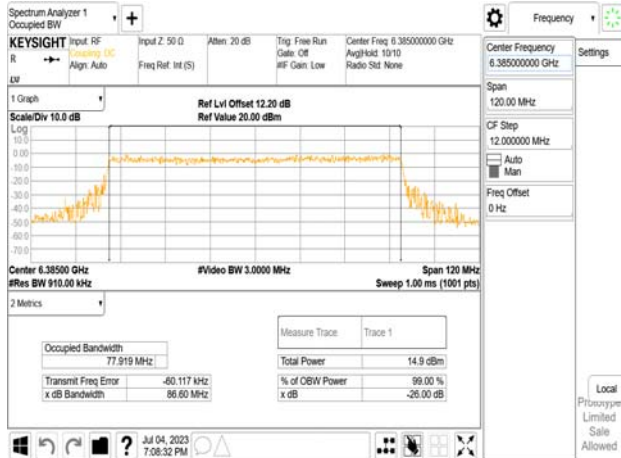 Spectrum Analyzer 1
Occupied BW
+
Frequency
Settings
KEYSIGHT Input: RF
R
Coupling: DC
Align: Auto
LVI
Input Z: 50 Ω
Freq Ref: Int (S)
Atten: 20 dB
Trig: Free Run
Gate: Off
#IF Gain: Low
Center Freq: 6.385000000 GHz
Avg|Hold: 10/10
Radio Std: None
Center Frequency
6.385000000 GHz
Span
120.00 MHz
CF Step
12.000000 MHz
Auto
Man
Freq Offset
0 Hz
1 Graph
Scale/Div 10.0 dB
Ref Lvl Offset 12.20 dB
Ref Value 20.00 dBm
Log
10.0
0.00
-10.0
-20.0
-30.0
-40.0
-50.0
-60.0
-70.0
Center 6.38500 GHz
#Res BW 910.00 kHz
#Video BW 3.0000 MHz
Span 120 MHz
Sweep 1.00 ms (1001 pts)
2 Metrics
Measure Trace Trace 1
Occupied Bandwidth
77.919 MHz
Total Power 14.9 dBm
Transmit Freq Error -60.117 kHz
% of OBW Power 99.00 %
x dB Bandwidth 86.60 MHz
x dB -26.00 dB
Local
Prototype
Limited
Sale
Allowed
?
Jul 04, 2023
7:08:32 PM